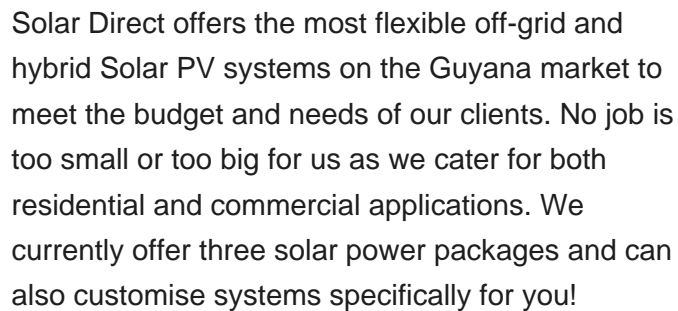 Solar Direct offers the most flexible off-grid and
hybrid Solar PV systems on the Guyana market to
meet the budget and needs of our clients. No job is
too small or too big for us as we cater for both
residential and commercial applications. We
currently offer three solar power packages and can
also customise systems specifically for you!